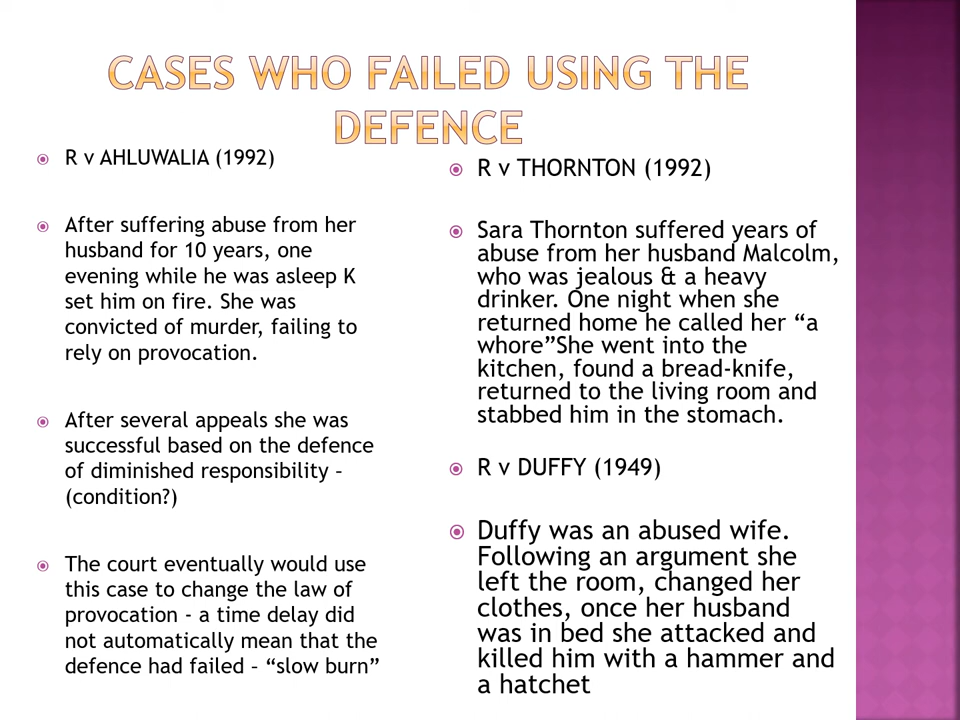 CASES WHO FAILED USING THE
DEFENCE
R v AHLUWALIA (1992)
After suffering abuse from her
husband for 10 years, one
evening while he was asleep K
set him on fire. She was
convicted of murder, failing to
rely on provocation.
After several appeals she was
successful based on the defence
of diminished responsibility –
(condition?)
The court eventually would use
this case to change the law of
provocation - a time delay did
not automatically mean that the
defence had failed – “slow burn”
R v THORNTON (1992)
Sara Thornton suffered years of
abuse from her husband Malcolm,
who was jealous & a heavy
drinker. One night when she
returned home he called her “a
whore”She went into the
kitchen, found a bread-knife,
returned to the living room and
stabbed him in the stomach.
R v DUFFY (1949)
Duffy was an abused wife.
Following an argument she
left the room, changed her
clothes, once her husband
was in bed she attacked and
killed him with a hammer and
a hatchet